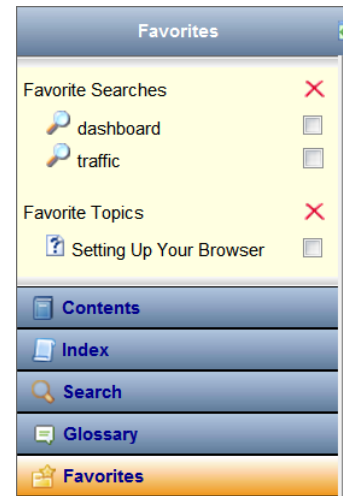 Favorites
Favorite Searches
dashboard
traffic
Favorite Topics
Setting Up Your Browser
Contents
Index
Search
Glossary
Favorites